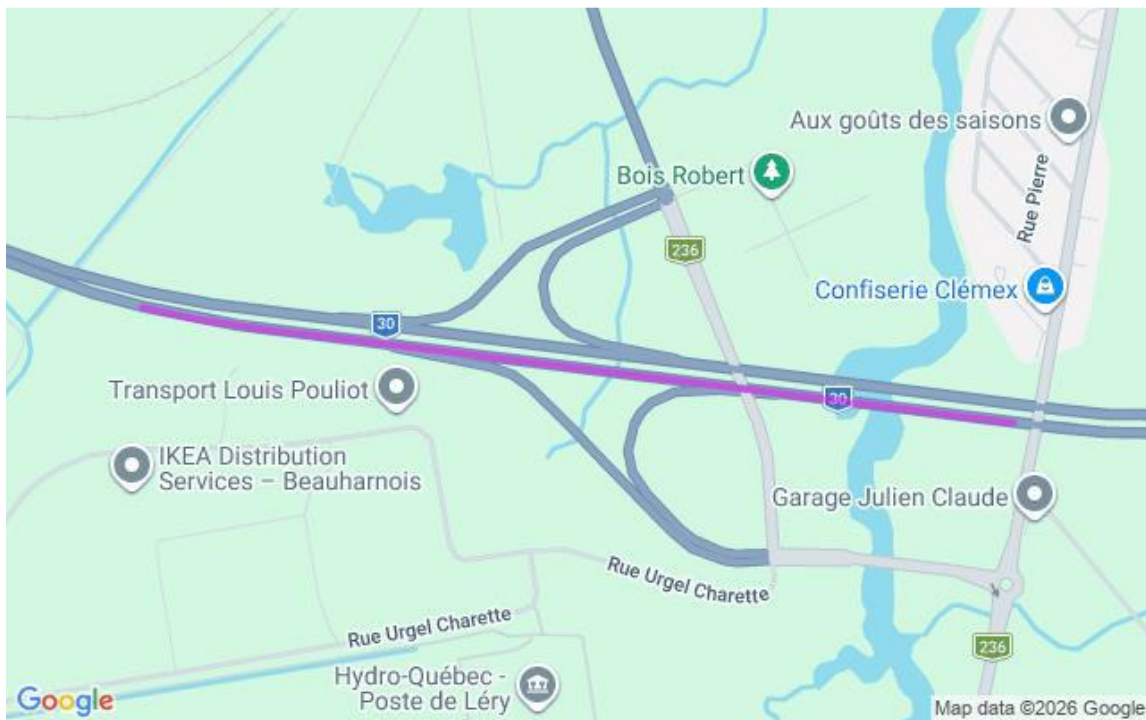 Aux goûts des saisons
Bois Robert
Rue Pierre
236
Confiserie Clémex
30
Transport Louis Pouliot
30
IKEA Distribution
Services – Beauharnois
Garage Julien Claude
Rue Urgel Charette
Rue Urgel Charette
236
Hydro-Québec -
Poste de Léry
Google
Map data ©2026 Google